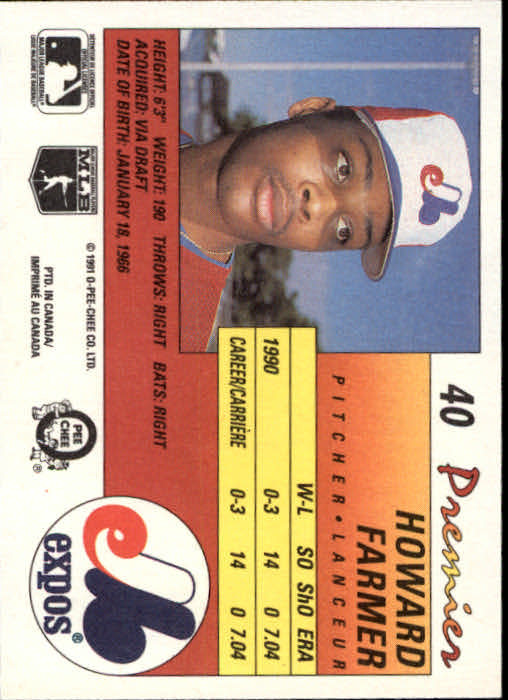 40 Premier
HOWARD
FARMER
PITCHER • LANCEUR
W-L SO ShO ERA
1990 0-3 14 0 7.04
CAREER/CARRIÈRE 0-3 14 0 7.04
HEIGHT: 6'3" WEIGHT: 190 THROWS: RIGHT BATS: RIGHT
ACQUIRED: VIA DRAFT
DATE OF BIRTH: JANUARY 18, 1966
expos®
MLB
© 1991 O-PEE-CHEE CO. LTD.
PTD. IN CANADA/
IMPRIMÉ AU CANADA
O
PEE
CHEE
®